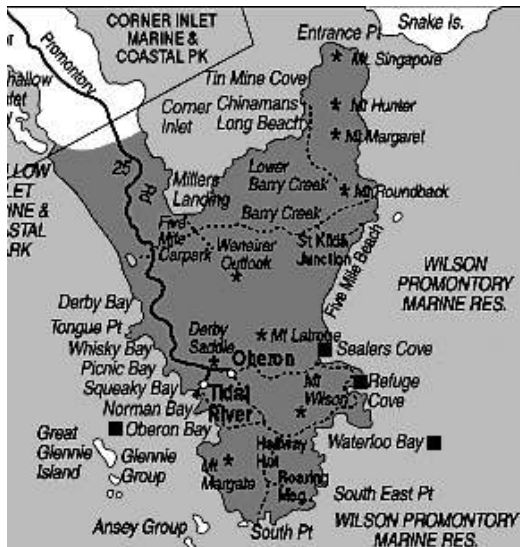 CORNER INLET
MARINE &
COASTAL PK
Snake Is.
Entrance Pt
Mt. Singapore
Promontory
Tin Mine Cove
Corner
Inlet
Chinamans
Long Beach
Mt Hunter
Mt Margaret
25
Rd
Millers
Landing
Lower
Barry Creek
Mt Roundback
Barry Creek
Five
Mile
Carpark
Outlook
St Kilda
Junction
Five Mile Beach
WILSON
PROMONTORY
MARINE RES.
Derby Bay
Tongue Pt
Whisky Bay
Picnic Bay
Squeaky Bay
Norman Bay
Oberon Bay
Derby
Saddle
Mt Latroge
Oberon
Sealers Cove
Tidal
River
Mt
Wilson
Refuge
Cove
Great
Glennie
Island
Glennie
Group
Halfway
Hut
Waterloo Bay
Mt
Margate
Roaring
Meg
South East Pt
Ansey Group
South Pt
WILSON PROMONTORY
MARINE RES.